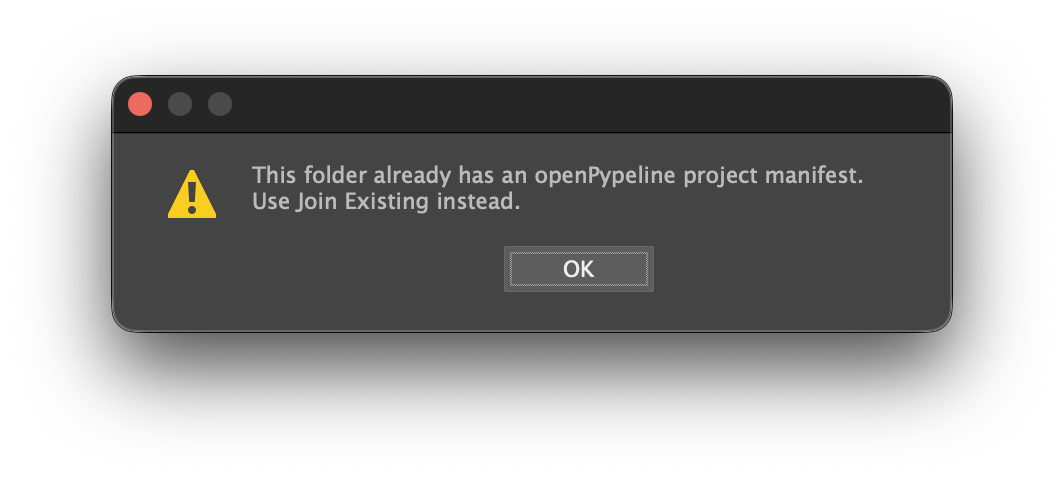 This folder already has an openPypeline project manifest.
Use Join Existing instead.
OK